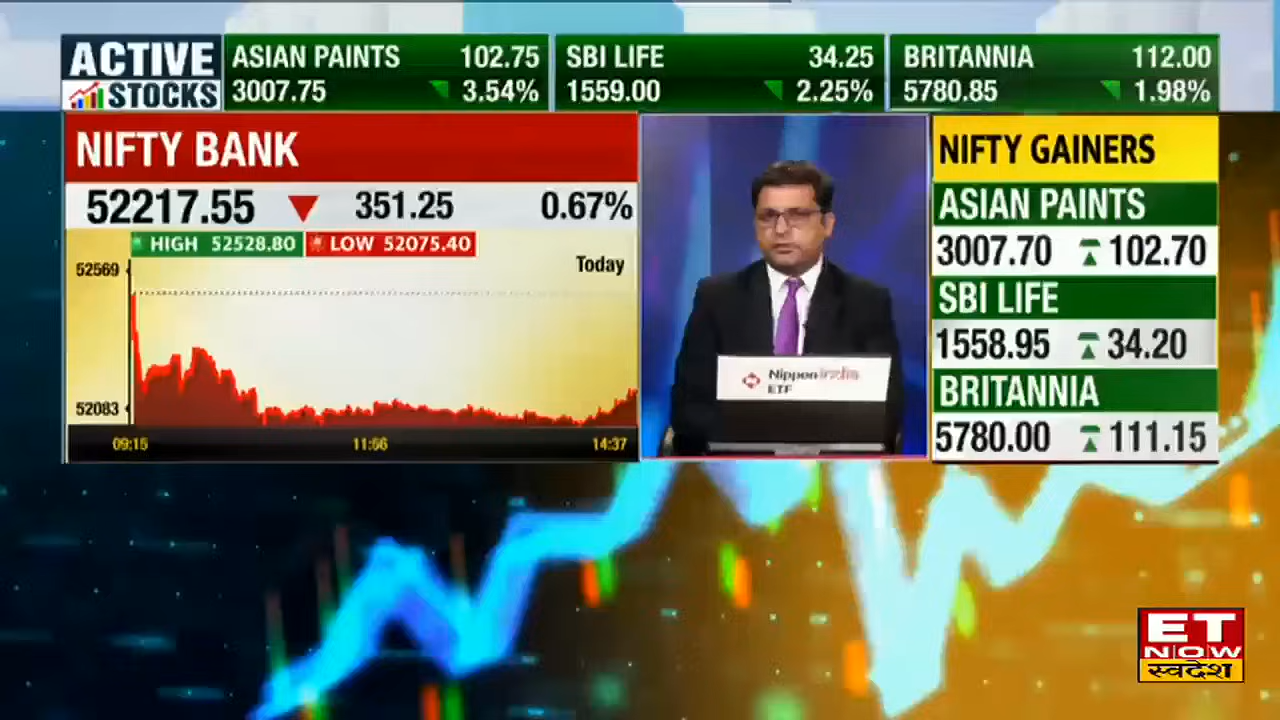 ACTIVE
STOCKS
ASIAN PAINTS 102.75
3007.75 3.54%
SBI LIFE 34.25
1559.00 2.25%
BRITANNIA 112.00
5780.85 1.98%
NIFTY BANK
52217.55 351.25 0.67%
HIGH 52528.80 LOW 52075.40
Today
52569
52083
09:15 11:56 14:37
Nippon india
ETF
NIFTY GAINERS
ASIAN PAINTS
3007.70 102.70
SBI LIFE
1558.95 34.20
BRITANNIA
5780.00 111.15
ET
NOW
स्वदेश